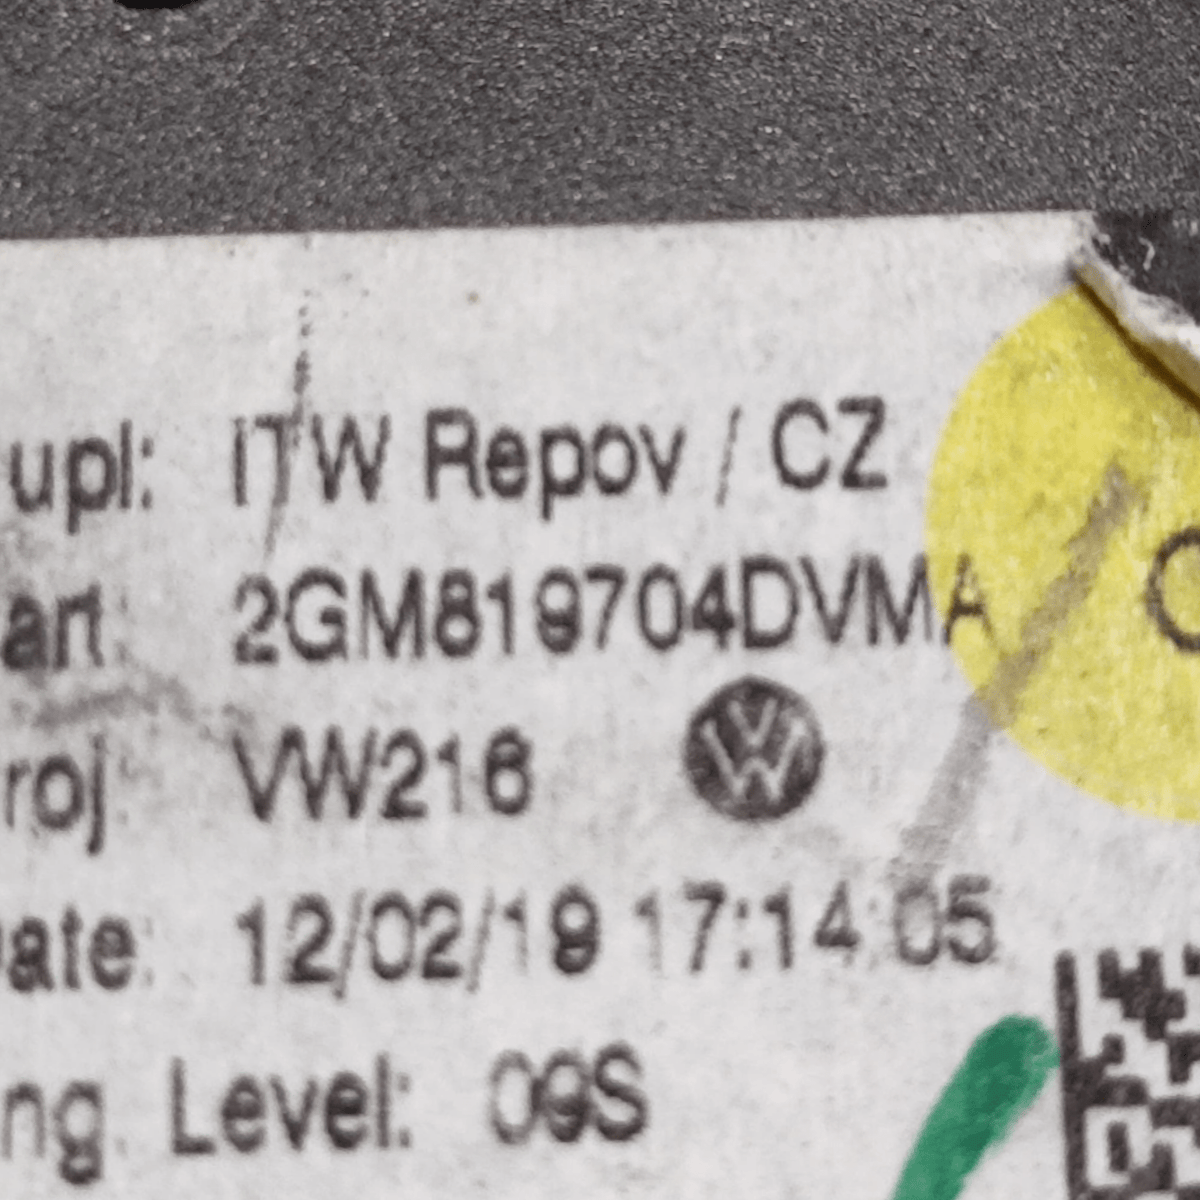 upl: ITW Repov / CZ
art: 2GM819704DVMA
roj: VW216
ate: 12/02/19 17:14:05
ng. Level: 09S